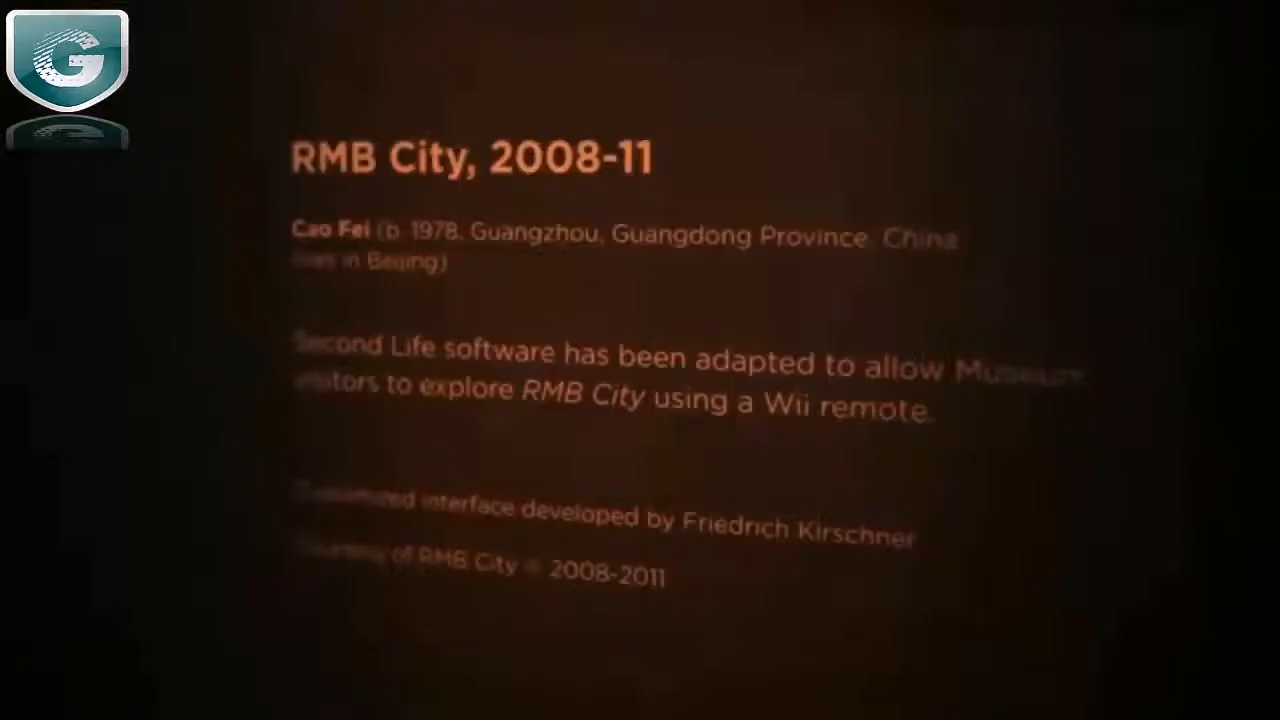 G
RMB City, 2008-11
Cao Fei (b. 1978, Guangzhou, Guangdong Province, China
lives in Beijing)
Second Life software has been adapted to allow Museum
visitors to explore RMB City using a Wii remote.
Customized interface developed by Friedrich Kirschner
Courtesy of RMB City © 2008-2011